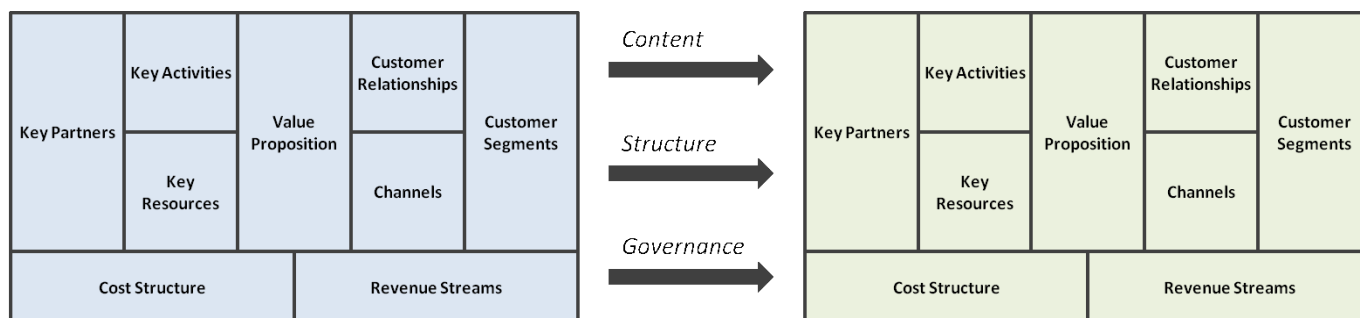 Key Partners
Key Activities
Key
Resources
Value
Proposition
Customer
Relationships
Channels
Customer
Segments
Cost Structure
Revenue Streams
Content
Structure
Governance
Key Partners
Key Activities
Key
Resources
Value
Proposition
Customer
Relationships
Channels
Customer
Segments
Cost Structure
Revenue Streams